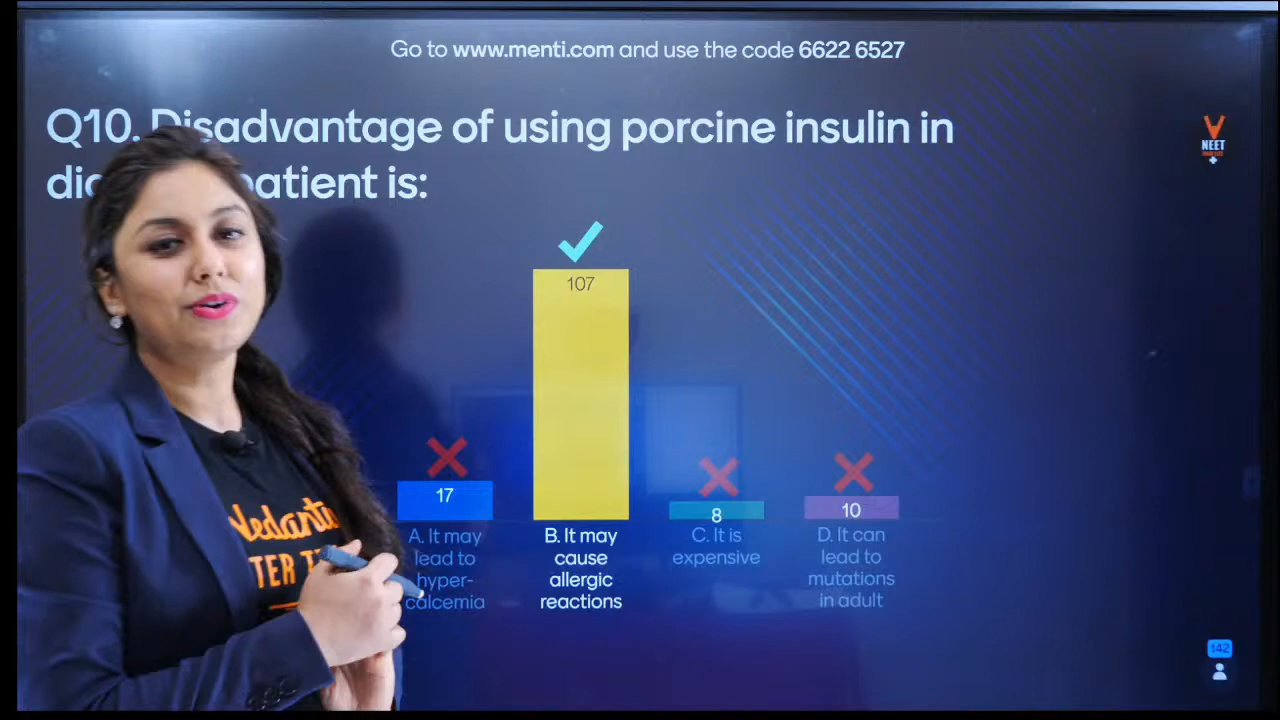 Go to www.menti.com and use the code 6622 6527
Q10. Disadvantage of using porcine insulin in
patient is:
NEET
107
17
8
10
A. It may
lead to
hyper-
calcemia
B. It may
cause
allergic
reactions
C. It is
expensive
D. It can
lead to
mutations
in adult
Vedantu
142